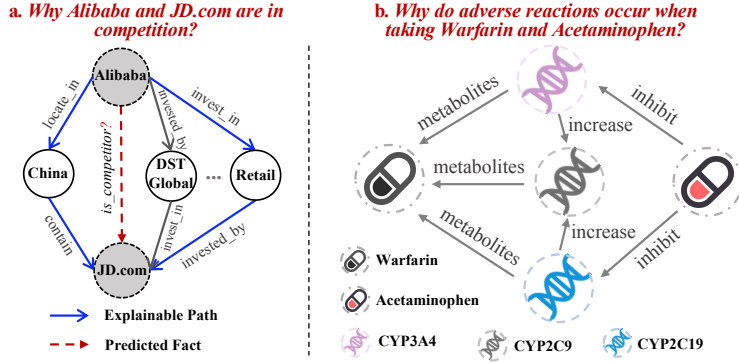 a. Why Alibaba and JD.com are in
competition?
Alibaba
locate_in
invested_by
invest_in
is_competitor?
China
DST
Global
...
Retail
contain
invest_in
invested_by
JD.com
Explainable Path
Predicted Fact
b. Why do adverse reactions occur when
taking Warfarin and Acetaminophen?
metabolites
inhibit
increase
metabolites
metabolites
increase
inhibit
Warfarin
Acetaminophen
CYP3A4
CYP2C9
CYP2C19